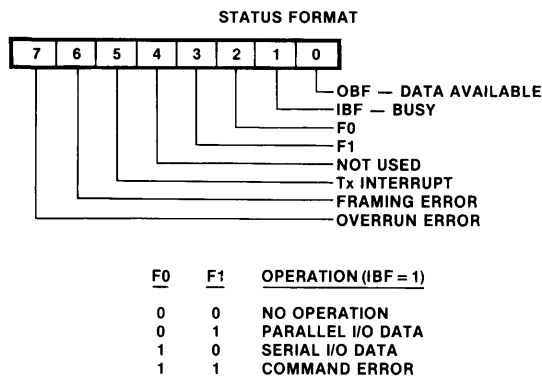 STATUS FORMAT
7 6 5 4 3 2 1 0
OBF — DATA AVAILABLE
IBF — BUSY
F0
F1
NOT USED
Tx INTERRUPT
FRAMING ERROR
OVERRUN ERROR
F0 F1 OPERATION (IBF = 1)
0 0 NO OPERATION
0 1 PARALLEL I/O DATA
1 0 SERIAL I/O DATA
1 1 COMMAND ERROR